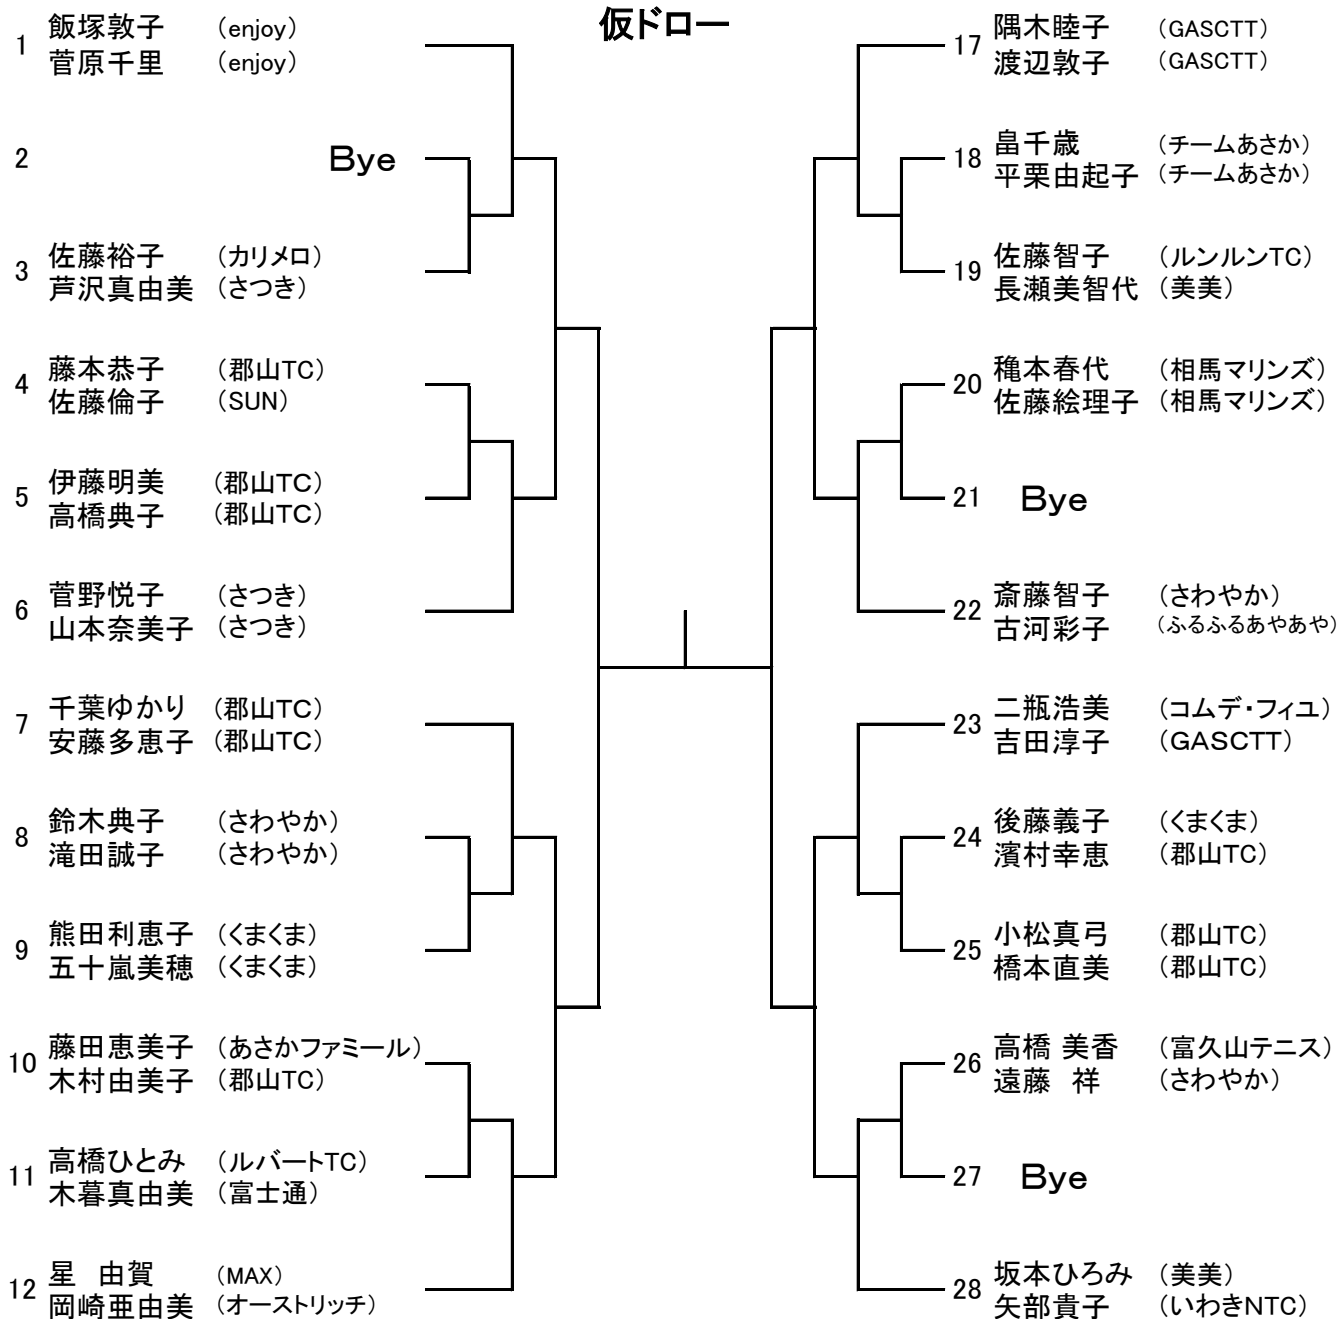 仮ドロー
1 飯塚敦子 (enjoy)
菅原千里 (enjoy)
2 Bye
3 佐藤裕子 (カリメロ)
芦沢真由美 (さつき)
4 藤本恭子 (郡山TC)
佐藤倫子 (SUN)
5 伊藤明美 (郡山TC)
高橋典子 (郡山TC)
6 菅野悦子 (さつき)
山本奈美子 (さつき)
7 千葉ゆかり (郡山TC)
安藤多恵子 (郡山TC)
8 鈴木典子 (さわやか)
滝田誠子 (さわやか)
9 熊田利恵子 (くまくま)
五十嵐美穂 (くまくま)
10 藤田恵美子 (あさかファミール)
木村由美子 (郡山TC)
11 高橋ひとみ (ルバートTC)
木暮真由美 (富士通)
12 星 由賀 (MAX)
岡崎亜由美 (オーストリッチ)
17 隅木睦子 (GASCTT)
渡辺敦子 (GASCTT)
18 畠千歳 (チームあさか)
平栗由起子 (チームあさか)
19 佐藤智子 (ルンルンTC)
長瀬美智代 (美美)
20 穐本春代 (相馬マリンズ)
佐藤絵理子 (相馬マリンズ)
21 Bye
22 斎藤智子 (さわやか)
古河彩子 (ふるふるあやあや)
23 二瓶浩美 (コムデ・フィユ)
吉田淳子 (GASCTT)
24 後藤義子 (くまくま)
濱村幸恵 (郡山TC)
25 小松真弓 (郡山TC)
橋本直美 (郡山TC)
26 高橋 美香 (富久山テニス)
遠藤 祥 (さわやか)
27 Bye
28 坂本ひろみ (美美)
矢部貴子 (いわきNTC)